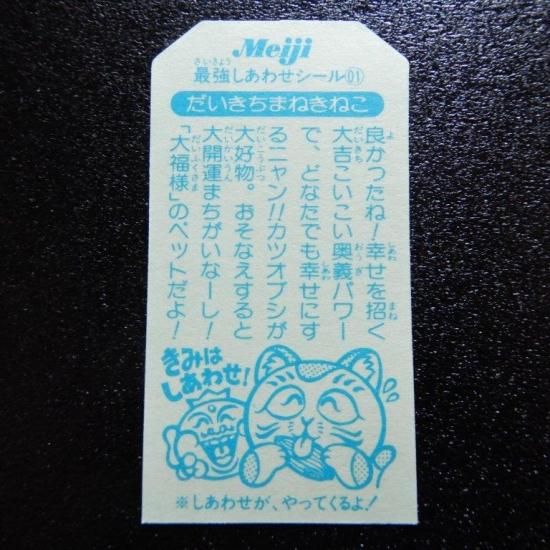 Meiji
最強しあわせシール01
だいきちまねきねこ
良かったね!幸せを招く
大吉こいこい奥義パワー
で、どなたでも幸せにす
るニャン!!カツオブシが
大好物。おそなえすると
大開運まちがいなーし!
「大福様」のペットだよ!
きみは
しあわせ!
※しあわせが、やってくるよ!